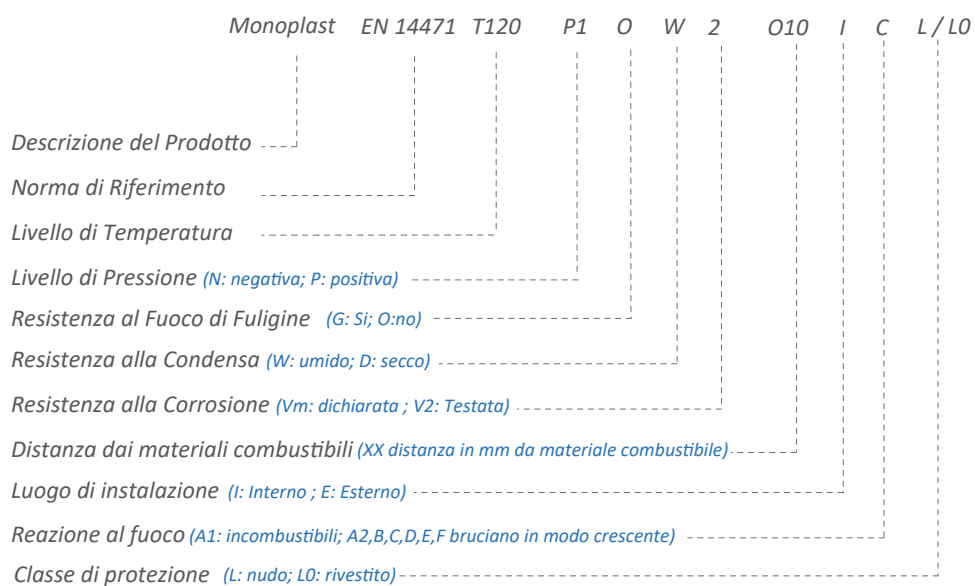 Monoplast EN 14471 T120 P1 O W 2 O10 I C L / L0
Descrizione del Prodotto
Norma di Riferimento
Livello di Temperatura
Livello di Pressione (N: negativa; P: positiva)
Resistenza al Fuoco di Fuligine (G: Si; O:no)
Resistenza alla Condensa (W: umido; D: secco)
Resistenza alla Corrosione (Vm: dichiarata ; V2: Testata)
Distanza dai materiali combustibili (XX distanza in mm da materiale combustibile)
Luogo di instalazione (I: Interno ; E: Esterno)
Reazione al fuoco (A1: incombustibili; A2,B,C,D,E,F bruciano in modo crescente)
Classe di protezione (L: nudo; L0: rivestito)